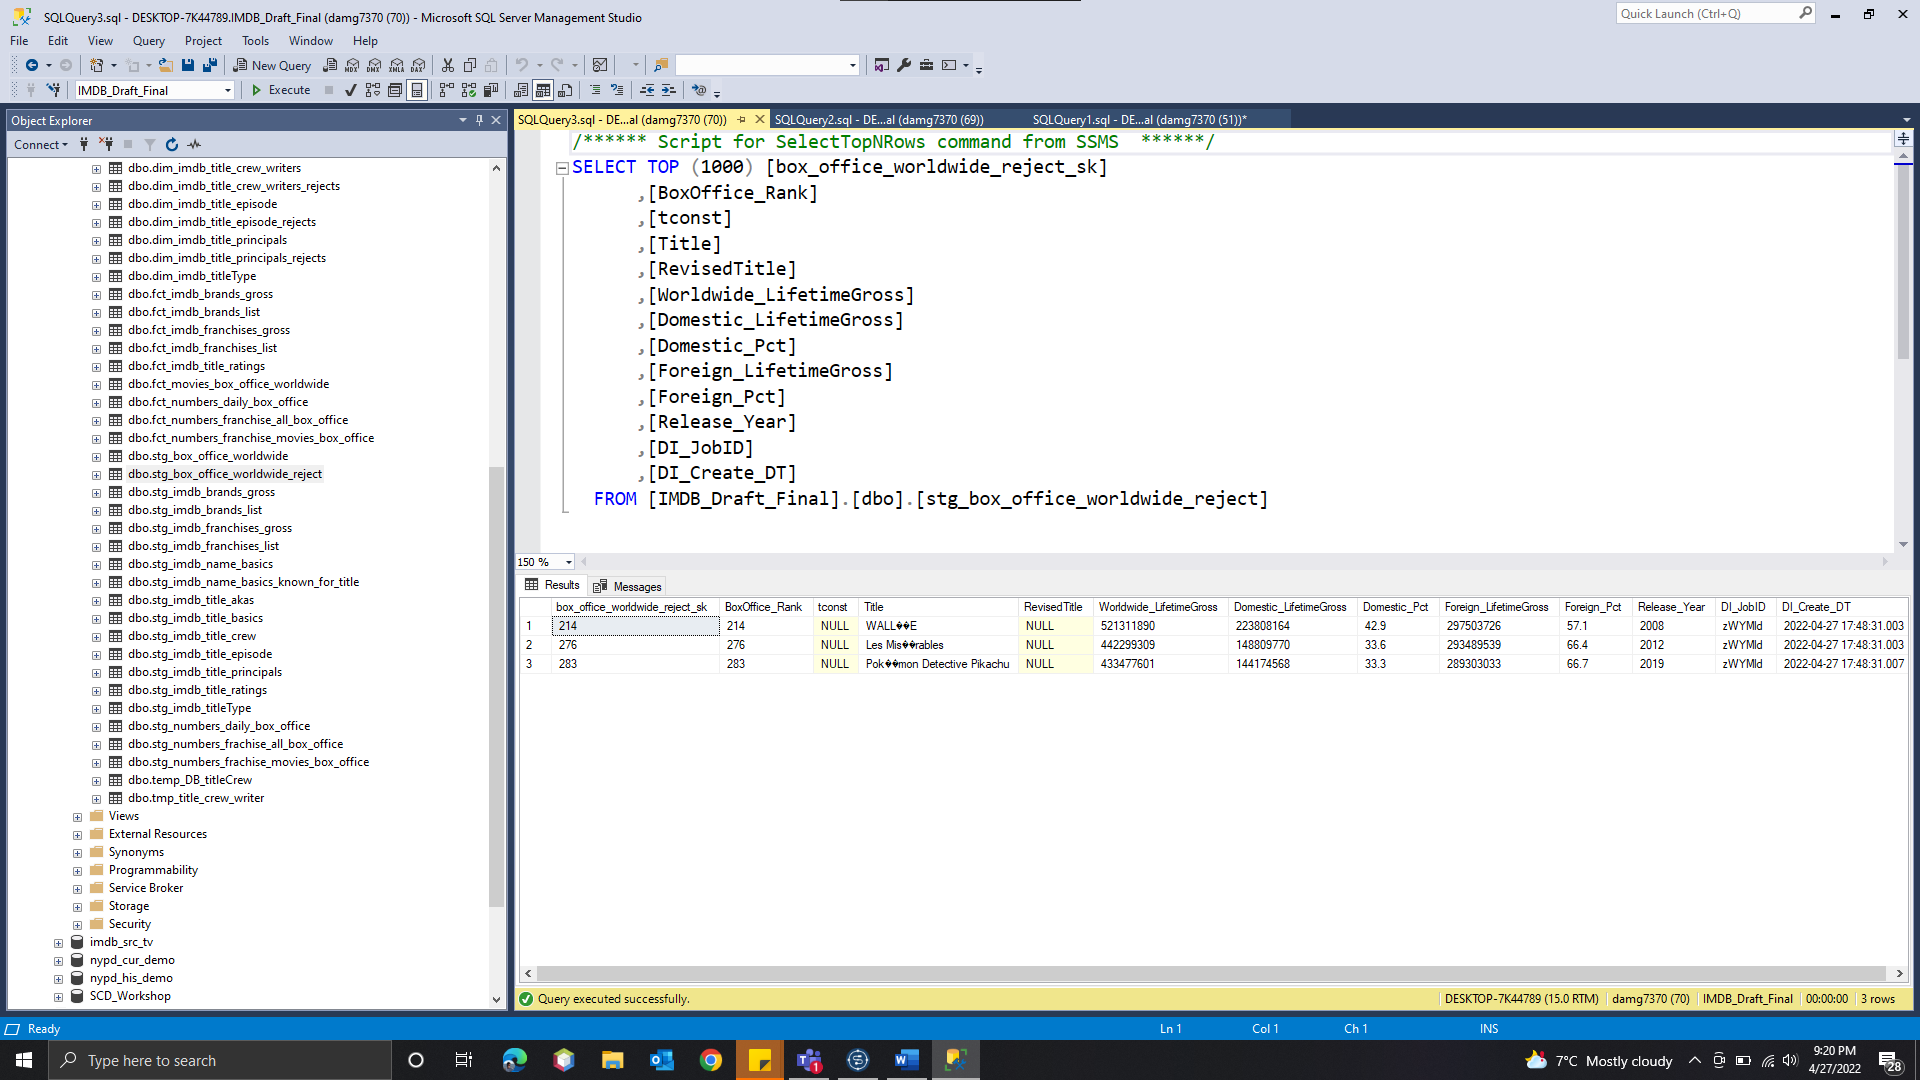 SQLQuery3.sql - DESKTOP-7K44789.IMDB_Draft_Final (damg7370 (70)) - Microsoft SQL Server Management Studio
Quick Launch (Ctrl+Q)
File Edit View Query Project Tools Window Help
New Query MDX DMX XMLA DAX
IMDB_Draft_Final Execute
Object Explorer
Connect
dbo.dim_imdb_title_crew_writers
dbo.dim_imdb_title_crew_writers_rejects
dbo.dim_imdb_title_episode
dbo.dim_imdb_title_episode_rejects
dbo.dim_imdb_title_principals
dbo.dim_imdb_title_principals_rejects
dbo.dim_imdb_titleType
dbo.fct_imdb_brands_gross
dbo.fct_imdb_brands_list
dbo.fct_imdb_franchises_gross
dbo.fct_imdb_franchises_list
dbo.fct_imdb_title_ratings
dbo.fct_movies_box_office_worldwide
dbo.fct_numbers_daily_box_office
dbo.fct_numbers_franchise_all_box_office
dbo.fct_numbers_franchise_movies_box_office
dbo.stg_box_office_worldwide
dbo.stg_box_office_worldwide_reject
dbo.stg_imdb_brands_gross
dbo.stg_imdb_brands_list
dbo.stg_imdb_franchises_gross
dbo.stg_imdb_franchises_list
dbo.stg_imdb_name_basics
dbo.stg_imdb_name_basics_known_for_title
dbo.stg_imdb_title_akas
dbo.stg_imdb_title_basics
dbo.stg_imdb_title_crew
dbo.stg_imdb_title_episode
dbo.stg_imdb_title_principals
dbo.stg_imdb_title_ratings
dbo.stg_imdb_titleType
dbo.stg_numbers_daily_box_office
dbo.stg_numbers_frachise_all_box_office
dbo.stg_numbers_frachise_movies_box_office
dbo.temp_DB_titleCrew
dbo.tmp_title_crew_writer
Views
External Resources
Synonyms
Programmability
Service Broker
Storage
Security
imdb_src_tv
nypd_cur_demo
nypd_his_demo
SCD_Workshop
SQLQuery3.sql - DE...al (damg7370 (70)) SQLQuery2.sql - DE...al (damg7370 (69)) SQLQuery1.sql - DE...al (damg7370 (51))*
/****** Script for SelectTopNRows command from SSMS ******/
SELECT TOP (1000) [box_office_worldwide_reject_sk]
,[BoxOffice_Rank]
,[tconst]
,[Title]
,[RevisedTitle]
,[Worldwide_LifetimeGross]
,[Domestic_LifetimeGross]
,[Domestic_Pct]
,[Foreign_LifetimeGross]
,[Foreign_Pct]
,[Release_Year]
,[DI_JobID]
,[DI_Create_DT]
FROM [IMDB_Draft_Final].[dbo].[stg_box_office_worldwide_reject]
150 %
Results Messages
box_office_worldwide_reject_sk BoxOffice_Rank tconst Title RevisedTitle Worldwide_LifetimeGross Domestic_LifetimeGross Domestic_Pct Foreign_LifetimeGross Foreign_Pct Release_Year DI_JobID DI_Create_DT
1 214 214 NULL WALL��E NULL 521311890 223808164 42.9 297503726 57.1 2008 zWYMld 2022-04-27 17:48:31.003
2 276 276 NULL Les Mis��rables NULL 442299309 148809770 33.6 293489539 66.4 2012 zWYMld 2022-04-27 17:48:31.003
3 283 283 NULL Pok��mon Detective Pikachu NULL 433477601 144174568 33.3 289303033 66.7 2019 zWYMld 2022-04-27 17:48:31.007
Query executed successfully. DESKTOP-7K44789 (15.0 RTM) damg7370 (70) IMDB_Draft_Final 00:00:00 3 rows
Ready Ln 1 Col 1 Ch 1 INS
Type here to search
7°C Mostly cloudy
9:20 PM
4/27/2022
28